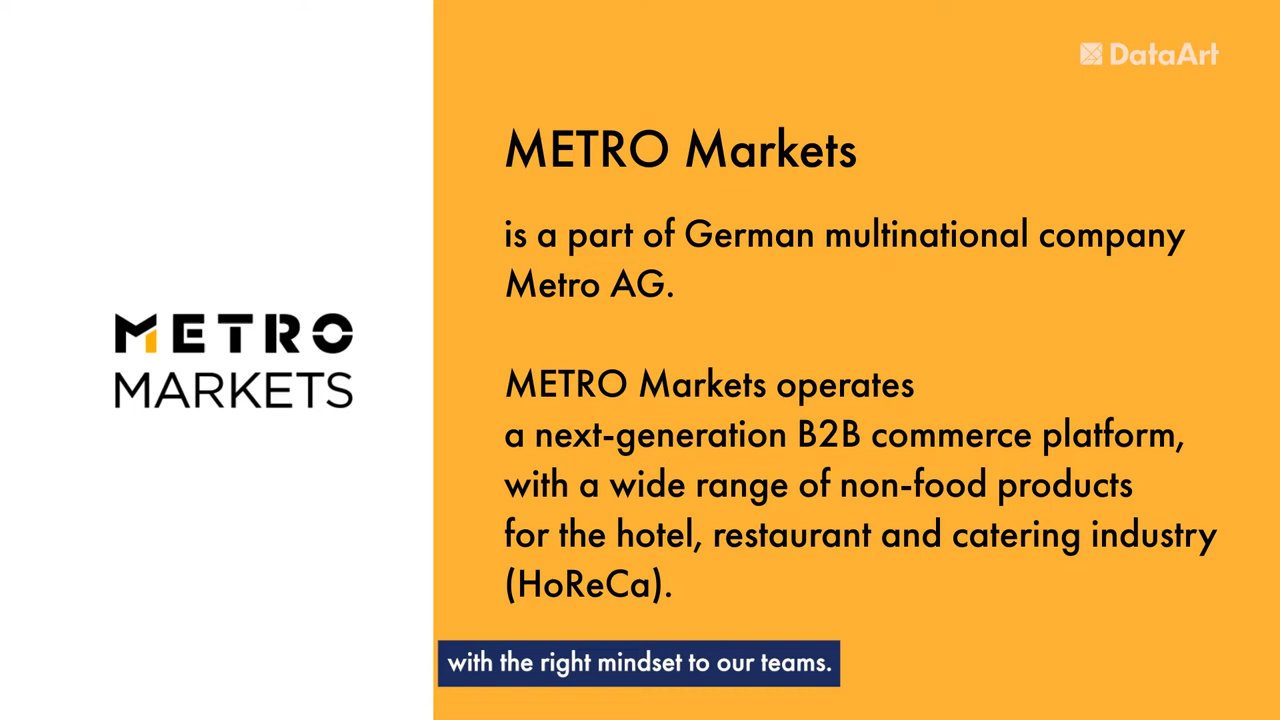 DataArt
METRO
MARKETS
METRO Markets
is a part of German multinational company
Metro AG.
METRO Markets operates
a next-generation B2B commerce platform,
with a wide range of non-food products
for the hotel, restaurant and catering industry
(HoReCa).
with the right mindset to our teams.